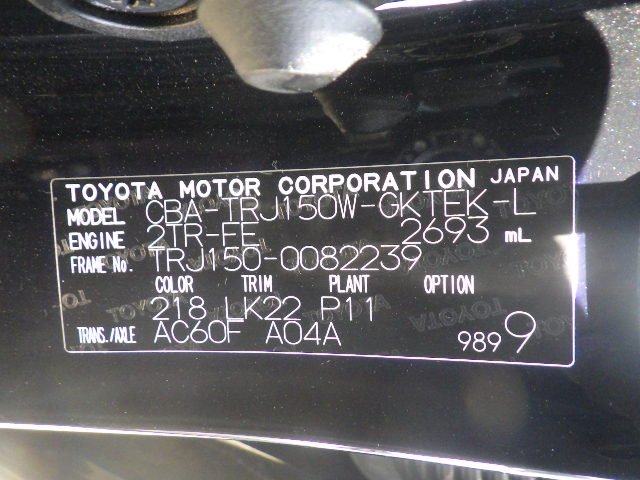 TOYOTA MOTOR CORPORATION JAPAN
MODEL CBA-TRJ150W-GKTEK-L
ENGINE 2TR-FE 2693 mL
FRAME No. TRJ150-0082239
COLOR TRIM PLANT OPTION
218 LK22 P11
TRANS./AXLE AC60F A04A 989 9